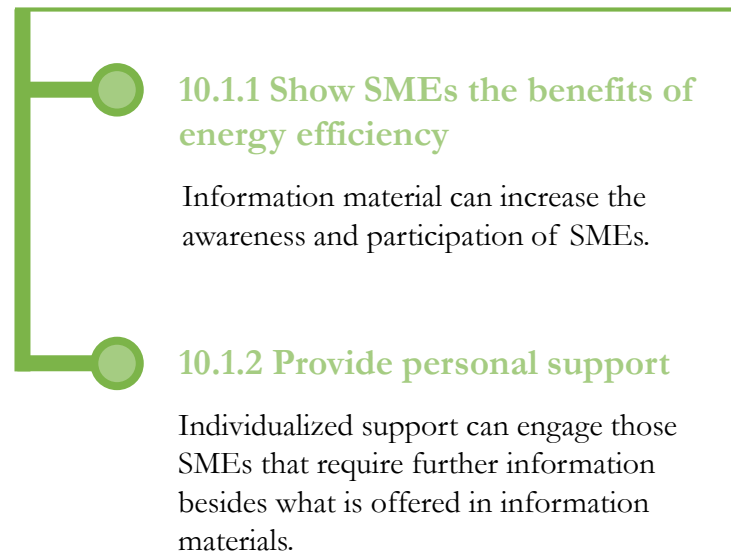 10.1.1 Show SMEs the benefits of
energy efficiency
Information material can increase the
awareness and participation of SMEs.
10.1.2 Provide personal support
Individualized support can engage those
SMEs that require further information
besides what is offered in information
materials.